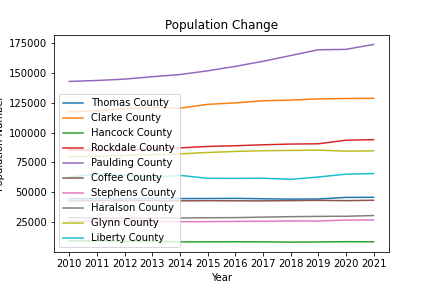 Population Change
175000
150000
125000
100000
75000
50000
25000
Thomas County
Clarke County
Hancock County
Rockdale County
Paulding County
Coffee County
Stephens County
Haralson County
Glynn County
Liberty County
2010 2011 2012 2013 2014 2015 2016 2017 2018 2019 2020 2021
Year